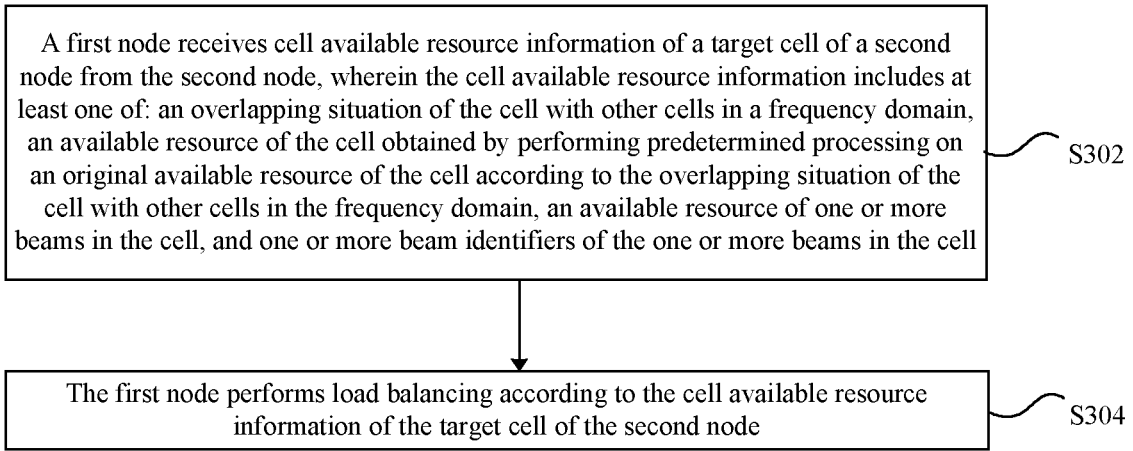 A first node receives cell available resource information of a target cell of a second
node from the second node, wherein the cell available resource information includes at
least one of: an overlapping situation of the cell with other cells in a frequency domain,
an available resource of the cell obtained by performing predetermined processing on
an original available resource of the cell according to the overlapping situation of the
cell with other cells in the frequency domain, an available resource of one or more
beams in the cell, and one or more beam identifiers of the one or more beams in the cell
S302
The first node performs load balancing according to the cell available resource
information of the target cell of the second node
S304